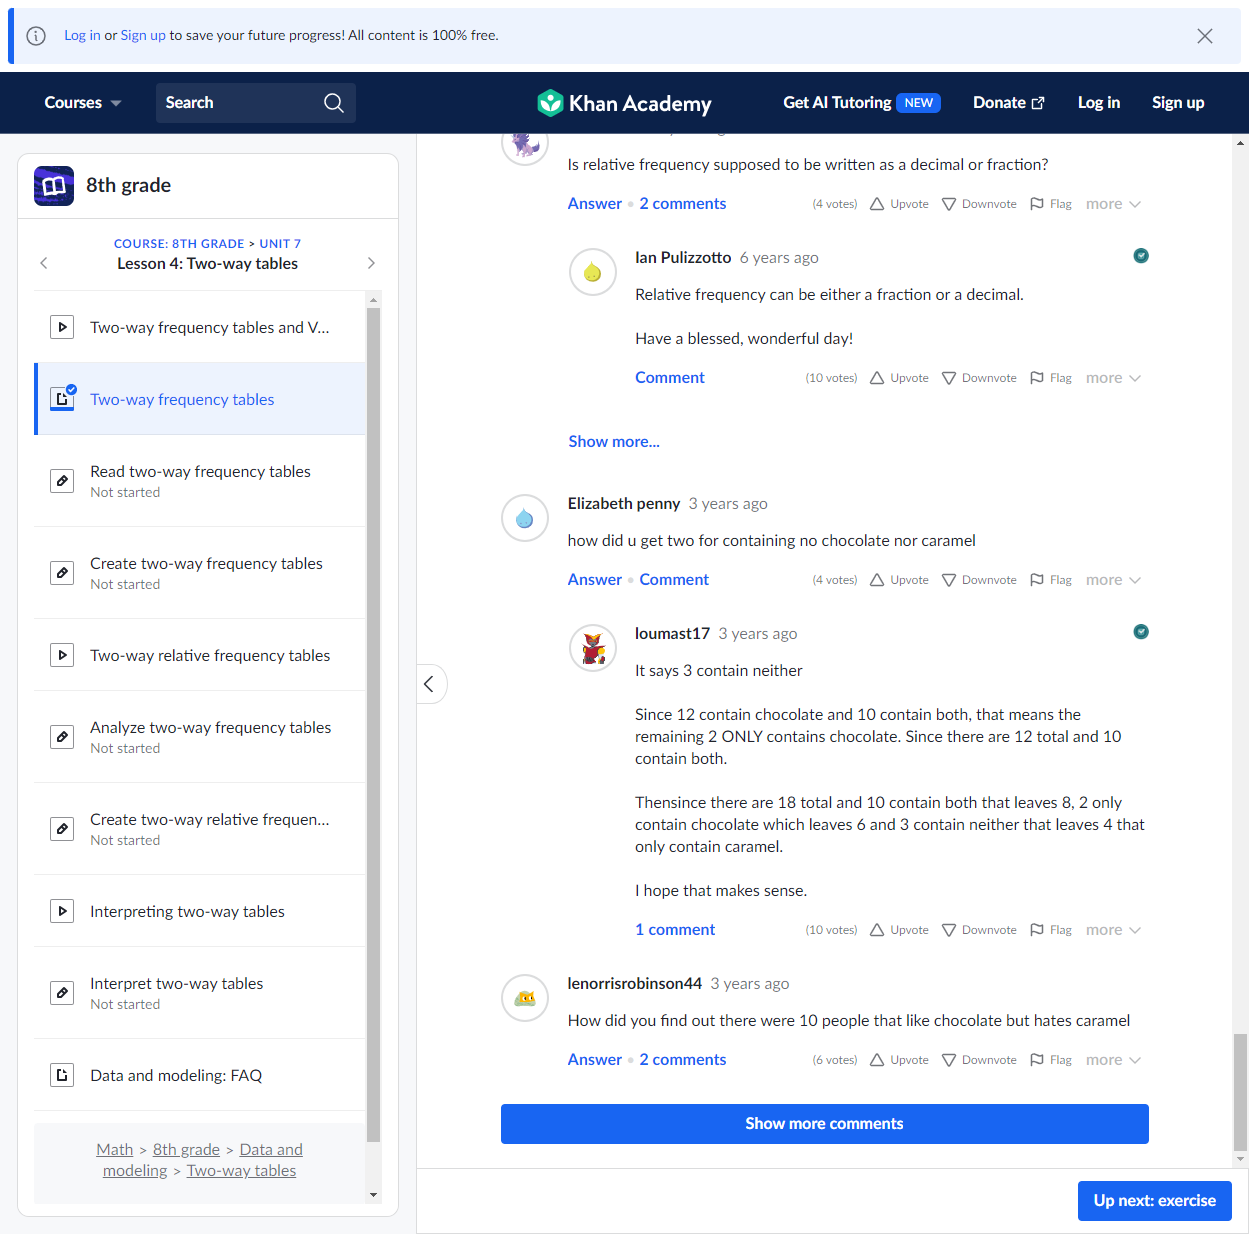 Log in or Sign up to save your future progress! All content is 100% free.
Courses
Search
Khan Academy
Get AI Tutoring NEW
Donate
Log in
Sign up
8th grade
COURSE: 8TH GRADE > UNIT 7
Lesson 4: Two-way tables
Two-way frequency tables and V...
Two-way frequency tables
Read two-way frequency tables
Not started
Create two-way frequency tables
Not started
Two-way relative frequency tables
Analyze two-way frequency tables
Not started
Create two-way relative frequen...
Not started
Interpreting two-way tables
Interpret two-way tables
Not started
Data and modeling: FAQ
Math > 8th grade > Data and
modeling > Two-way tables
Is relative frequency supposed to be written as a decimal or fraction?
Answer • 2 comments (4 votes) Upvote Downvote Flag more
Ian Pulizzotto 6 years ago
Relative frequency can be either a fraction or a decimal.
Have a blessed, wonderful day!
Comment (10 votes) Upvote Downvote Flag more
Show more...
Elizabeth penny 3 years ago
how did u get two for containing no chocolate nor caramel
Answer • Comment (4 votes) Upvote Downvote Flag more
loumast17 3 years ago
It says 3 contain neither
Since 12 contain chocolate and 10 contain both, that means the
remaining 2 ONLY contains chocolate. Since there are 12 total and 10
contain both.
Thensince there are 18 total and 10 contain both that leaves 8, 2 only
contain chocolate which leaves 6 and 3 contain neither that leaves 4 that
only contain caramel.
I hope that makes sense.
1 comment (10 votes) Upvote Downvote Flag more
lenorrisrobinson44 3 years ago
How did you find out there were 10 people that like chocolate but hates caramel
Answer • 2 comments (6 votes) Upvote Downvote Flag more
Show more comments
Up next: exercise